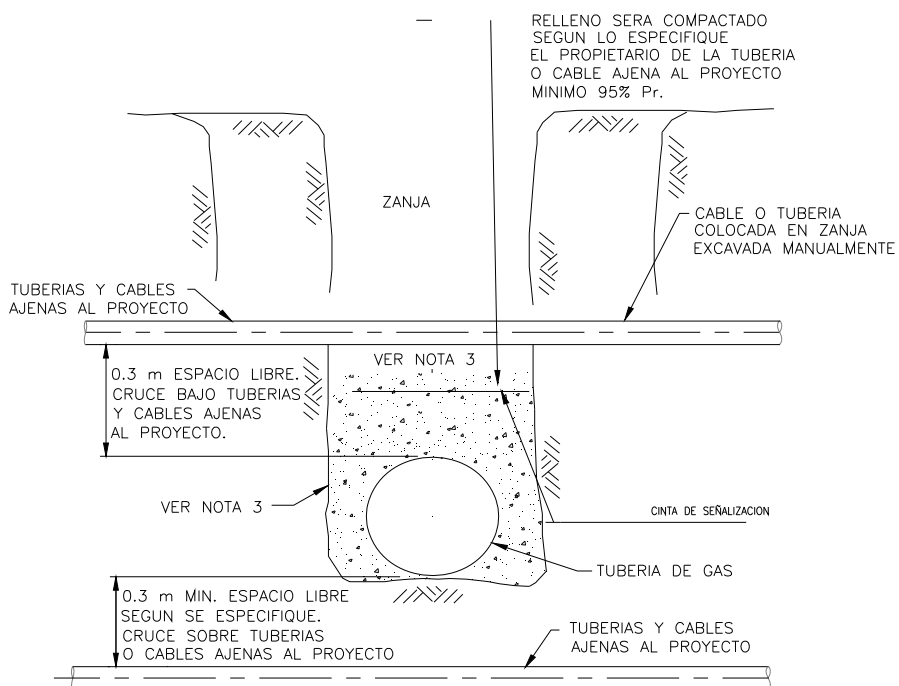 RELLENO SERA COMPACTADO
SEGUN LO ESPECIFIQUE
EL PROPIETARIO DE LA TUBERIA
O CABLE AJENA AL PROYECTO
MINIMO 95% Pr.
ZANJA
CABLE O TUBERIA
COLOCADA EN ZANJA
EXCAVADA MANUALMENTE
TUBERIAS Y CABLES
AJENAS AL PROYECTO
VER NOTA 3
0.3 m ESPACIO LIBRE.
CRUCE BAJO TUBERIAS
Y CABLES AJENAS
AL PROYECTO.
VER NOTA 3
CINTA DE SEÑALIZACION
TUBERIA DE GAS
0.3 m MIN. ESPACIO LIBRE
SEGUN SE ESPECIFIQUE.
CRUCE SOBRE TUBERIAS
O CABLES AJENAS AL PROYECTO
TUBERIAS Y CABLES
AJENAS AL PROYECTO